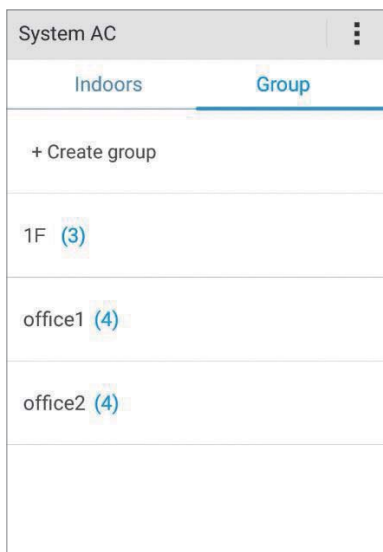 System AC
Indoors Group
+ Create group
1F (3)
office1 (4)
office2 (4)